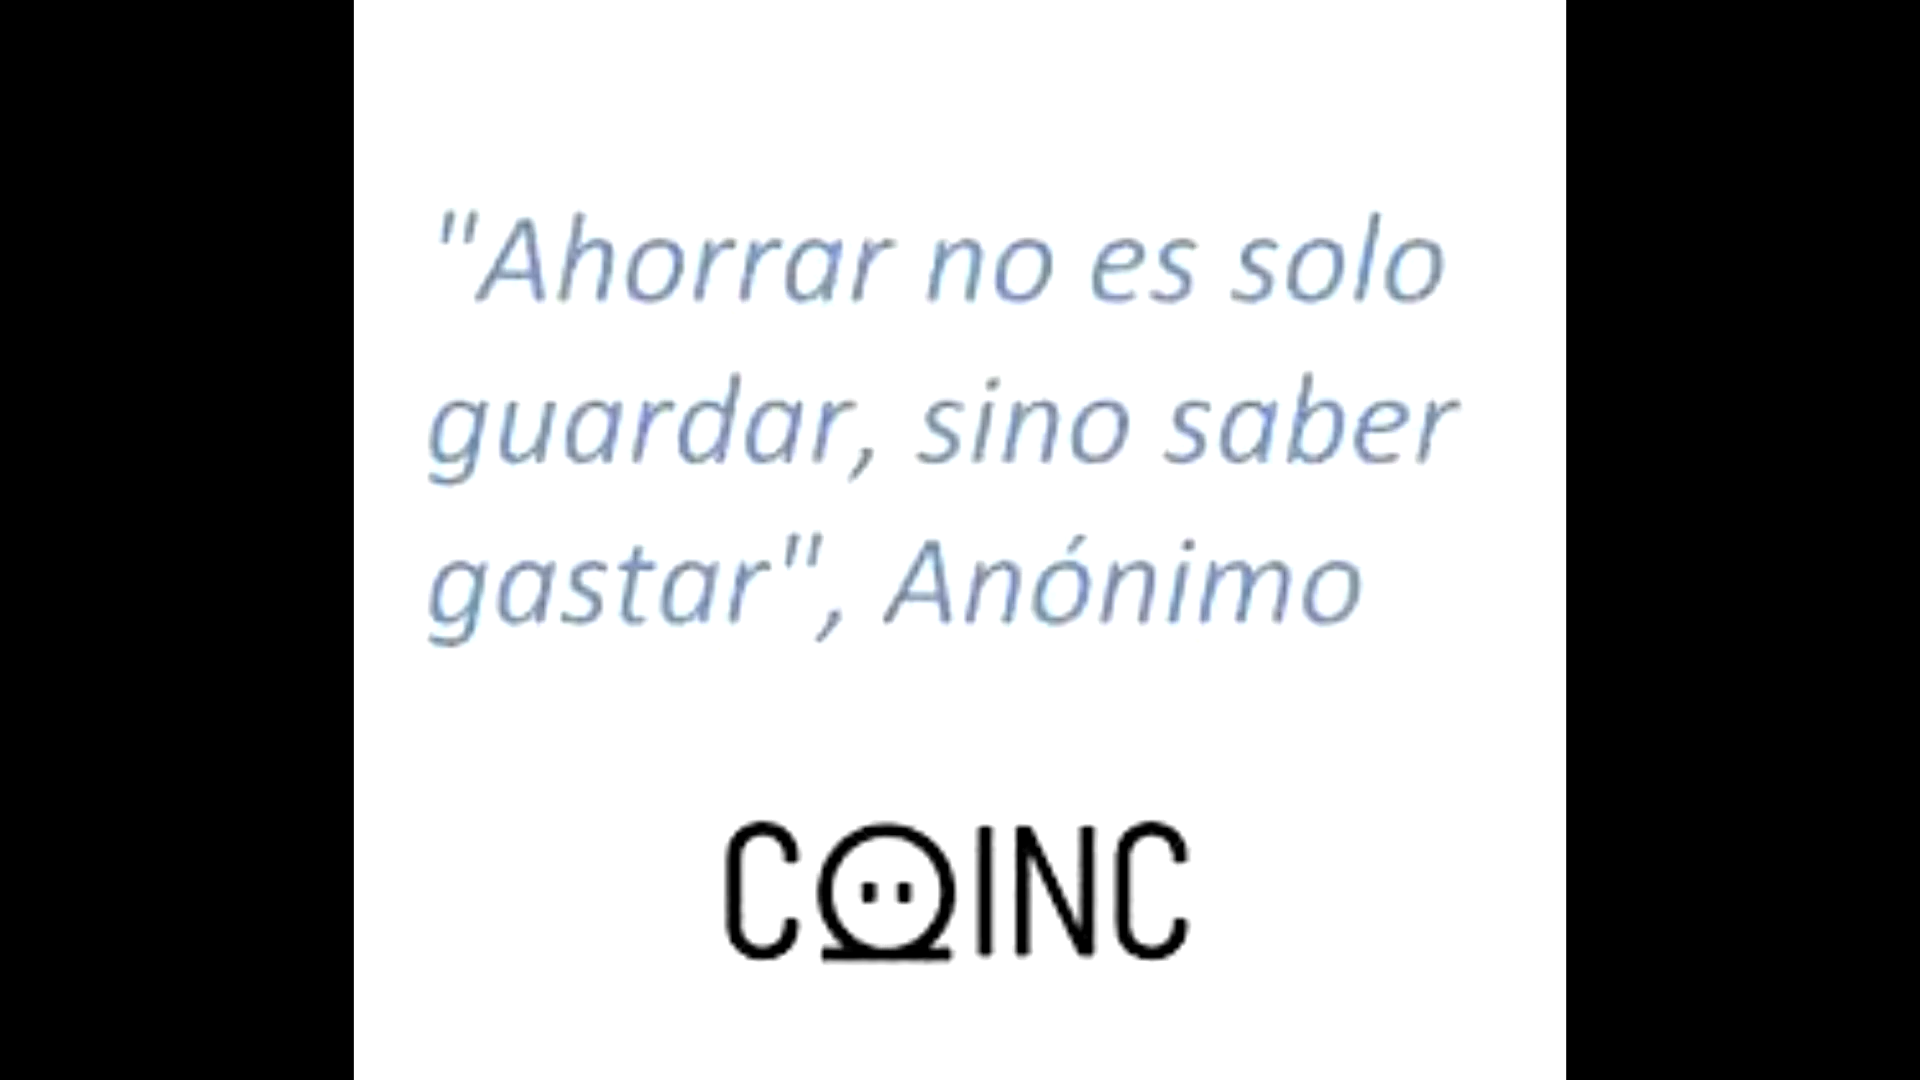 "Ahorrar no es solo
guardar, sino saber
gastar", Anónimo
COINC